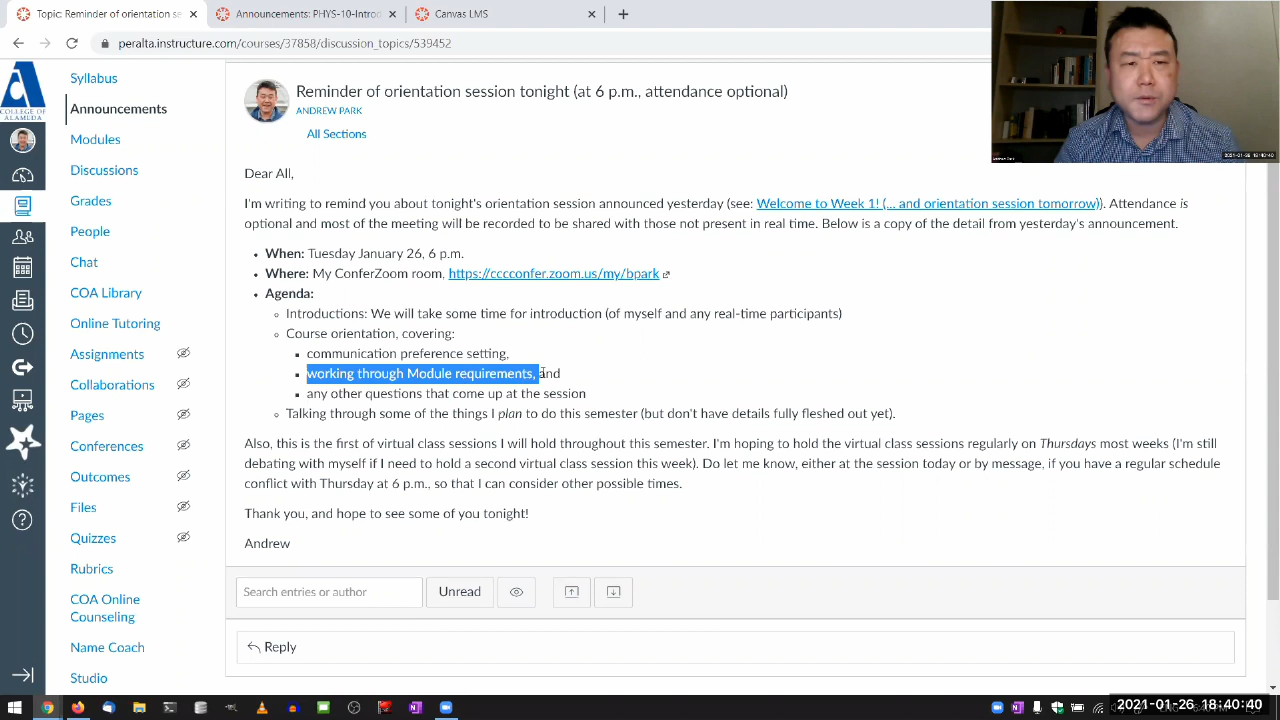 Topic: Reminder of orientation se
Announcements: PHYS-10-Introd
Canvas LMS
peralta.instructure.com/courses/37858/discussion_topics/539452
COLLEGE OF
ALAMEDA
Syllabus
Announcements
Modules
Discussions
Grades
People
Chat
COA Library
Online Tutoring
Assignments
Collaborations
Pages
Conferences
Outcomes
Files
Quizzes
Rubrics
COA Online
Counseling
Name Coach
Studio
Reminder of orientation session tonight (at 6 p.m., attendance optional)
ANDREW PARK
All Sections
Dear All,
I'm writing to remind you about tonight's orientation session announced yesterday (see: Welcome to Week 1! (... and orientation session tomorrow)). Attendance is
optional and most of the meeting will be recorded to be shared with those not present in real time. Below is a copy of the detail from yesterday's announcement.
When: Tuesday January 26, 6 p.m.
Where: My ConferZoom room, https://cccconfer.zoom.us/my/bpark
Agenda:
Introductions: We will take some time for introduction (of myself and any real-time participants)
Course orientation, covering:
communication preference setting,
working through Module requirements, and
any other questions that come up at the session
Talking through some of the things I plan to do this semester (but don't have details fully fleshed out yet).
Also, this is the first of virtual class sessions I will hold throughout this semester. I'm hoping to hold the virtual class sessions regularly on Thursdays most weeks (I'm still
debating with myself if I need to hold a second virtual class session this week). Do let me know, either at the session today or by message, if you have a regular schedule
conflict with Thursday at 6 p.m., so that I can consider other possible times.
Thank you, and hope to see some of you tonight!
Andrew
Search entries or author
Unread
Reply
2021-01-26 18:40:40
2021-01-26 18:40:40